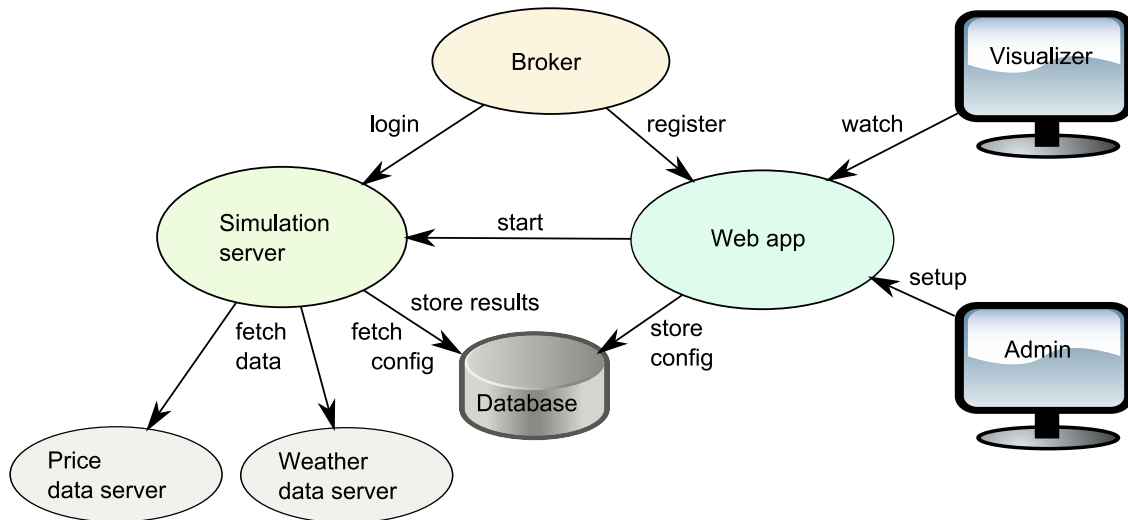 Broker
Visualizer
login
register
watch
Simulation
server
start
Web app
setup
store results
fetch
data
fetch
config
store
config
Admin
Database
Price
data server
Weather
data server